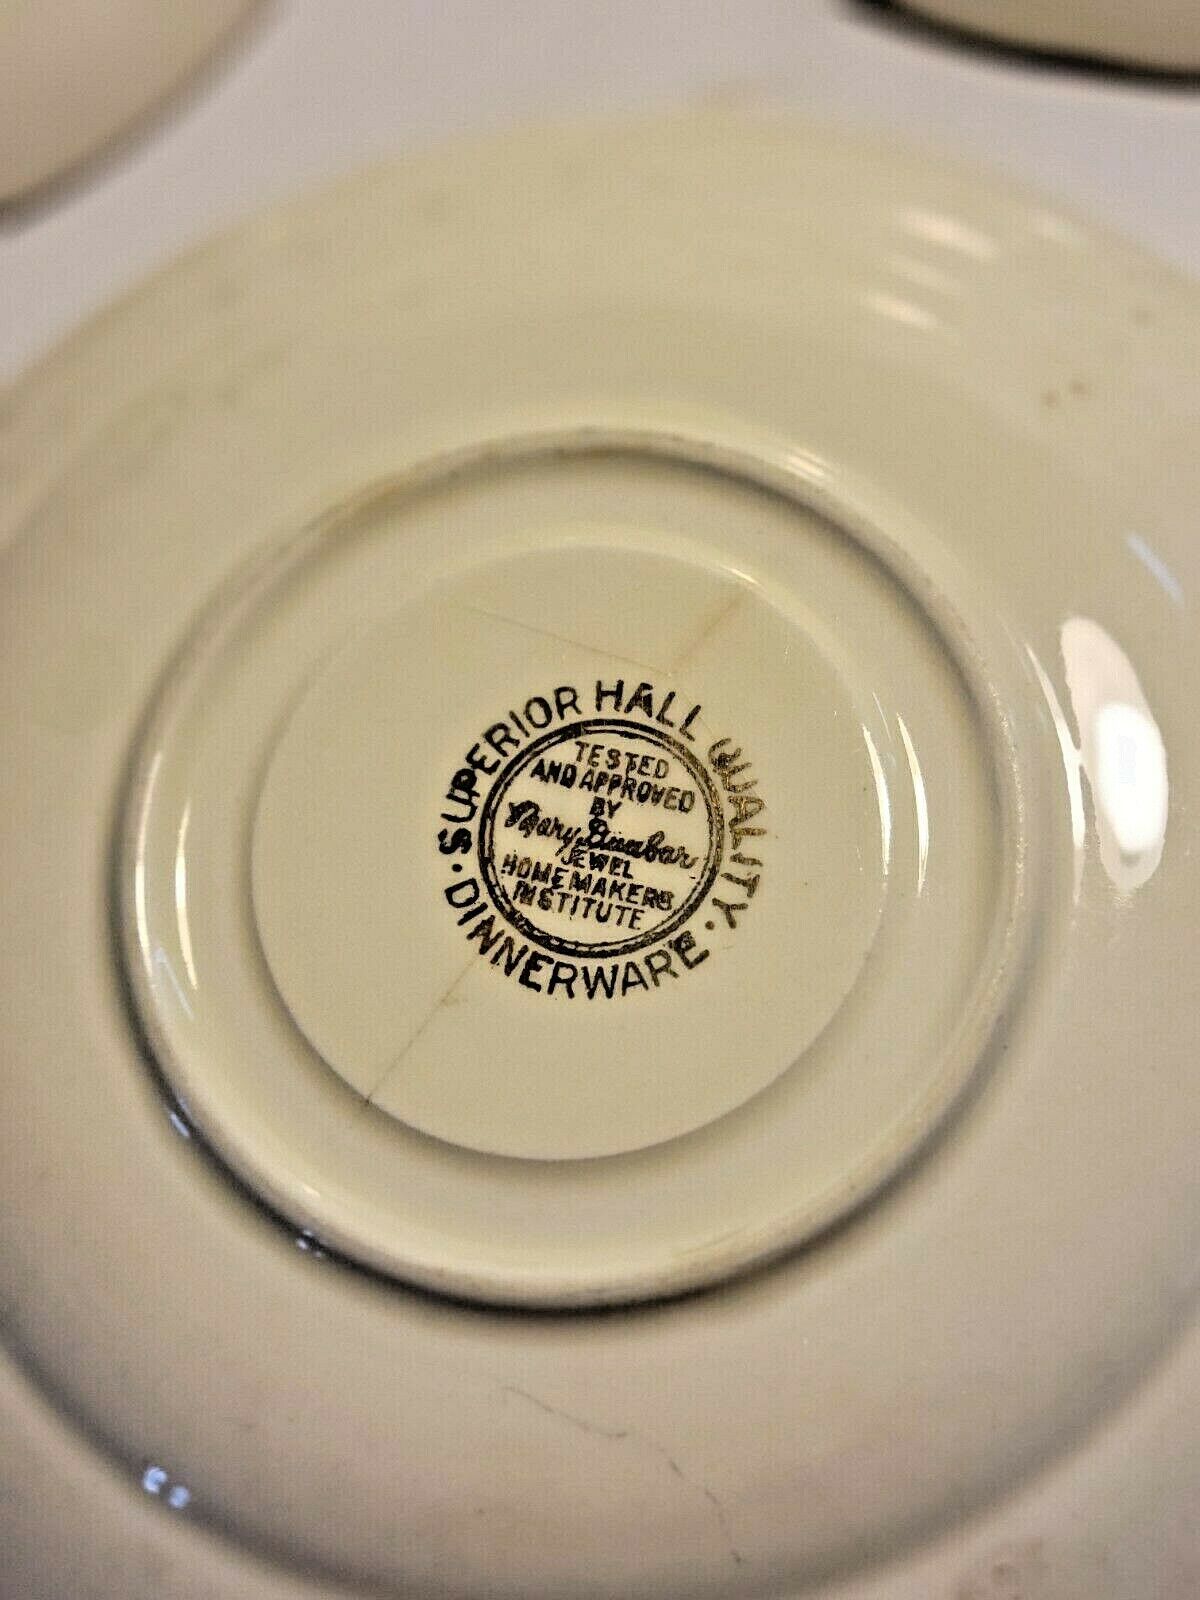 SUPERIOR HALL QUALITY
TESTED
AND APPROVED
BY
Mary Dunbar
JEWEL
HOMEMAKERS
INSTITUTE
DINNERWARE